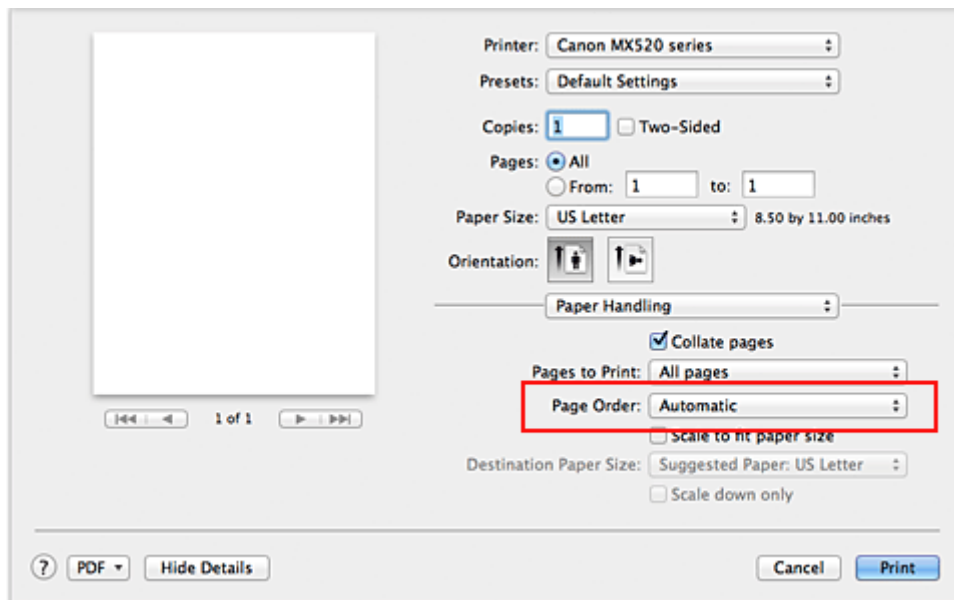 Printer: Canon MX520 series
Presets: Default Settings
Copies: 1 Two-Sided
Pages: All
From: 1 to: 1
Paper Size: US Letter 8.50 by 11.00 inches
Orientation:
Paper Handling
Collate pages
Pages to Print: All pages
Page Order: Automatic
Scale to fit paper size
Destination Paper Size: Suggested Paper: US Letter
Scale down only
1 of 1
? PDF Hide Details Cancel Print